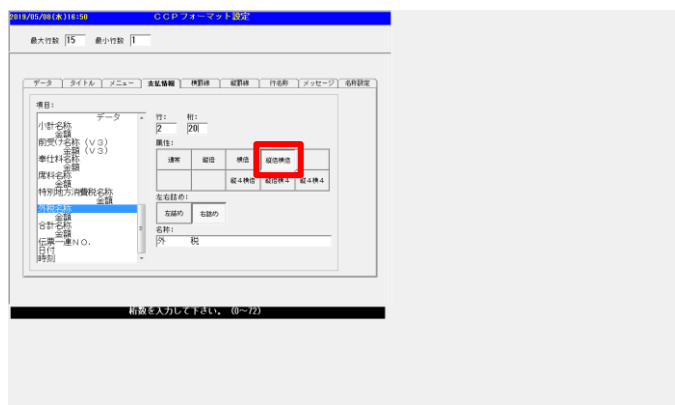 2019/05/08(水)16:50 CCPフォーマット設定
最大行数 15 最小行数 1
データ タイトル メニュー 支払情報 横罫線 縦罫線 行名称 メッセージ 名称設定
項目:
データ
小計名称
金額
前受け名称(V3)
金額(V3)
奉仕料名称
金額
席料名称
金額
特別地方消費税名称
金額
外税名称
金額
合計名称
金額
伝票一連NO.
日付
時刻
行: 桁:
2 20
属性:
通常 縦倍 横倍 縦倍横倍
縦4横倍 縦倍横4 縦4横4
左右詰め:
左詰め 右詰め
名称:
外 税
桁数を入力して下さい。 (0~72)